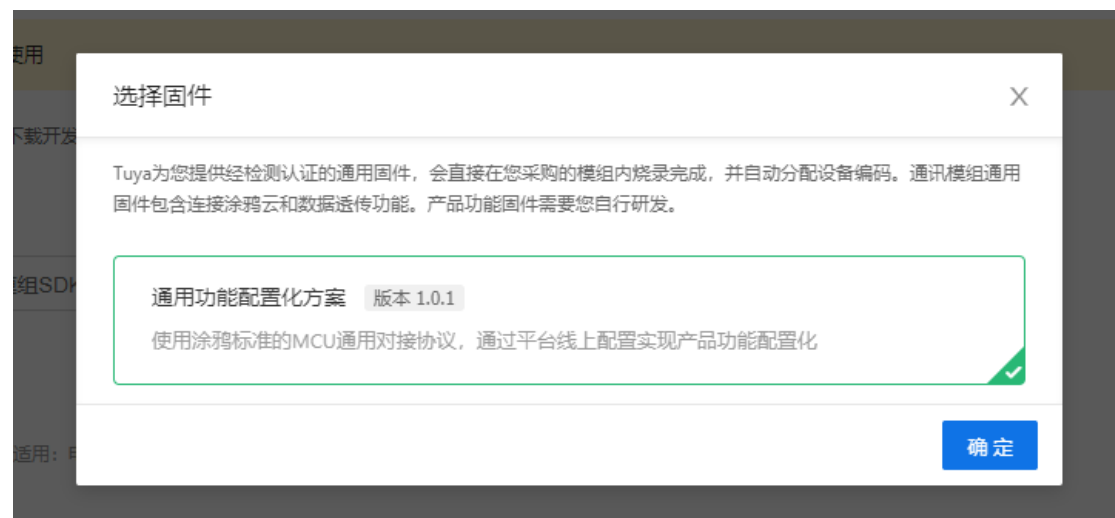 使用
选择固件
下载开发
Tuya为您提供经检测认证的通用固件，会直接在您采购的模组内烧录完成，并自动分配设备编码。通讯模组通用
固件包含连接涂鸦云和数据透传功能。产品功能固件需要您自行研发。
模组SDK
通用功能配置化方案 版本 1.0.1
使用涂鸦标准的MCU通用对接协议，通过平台线上配置实现产品功能配置化
适用：
确定